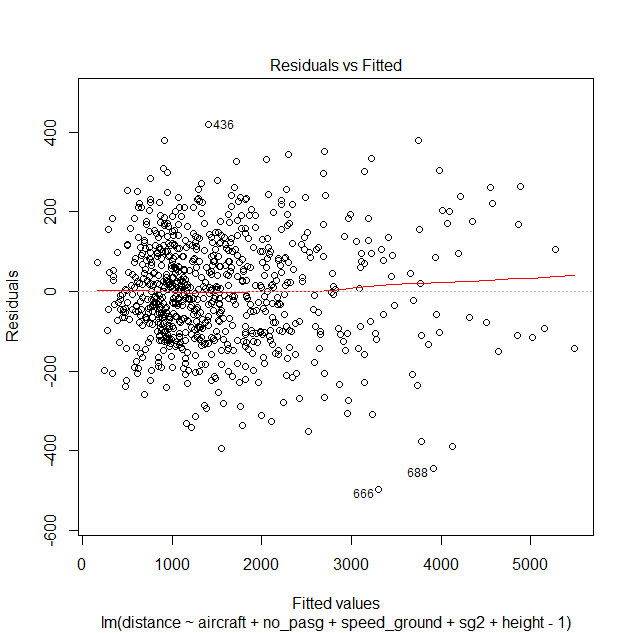 Residuals vs Fitted
400
200
0
-200
-400
-600
Residuals
436
688
666
0 1000 2000 3000 4000 5000
Fitted values
lm(distance ~ aircraft + no_pasg + speed_ground + sg2 + height - 1)